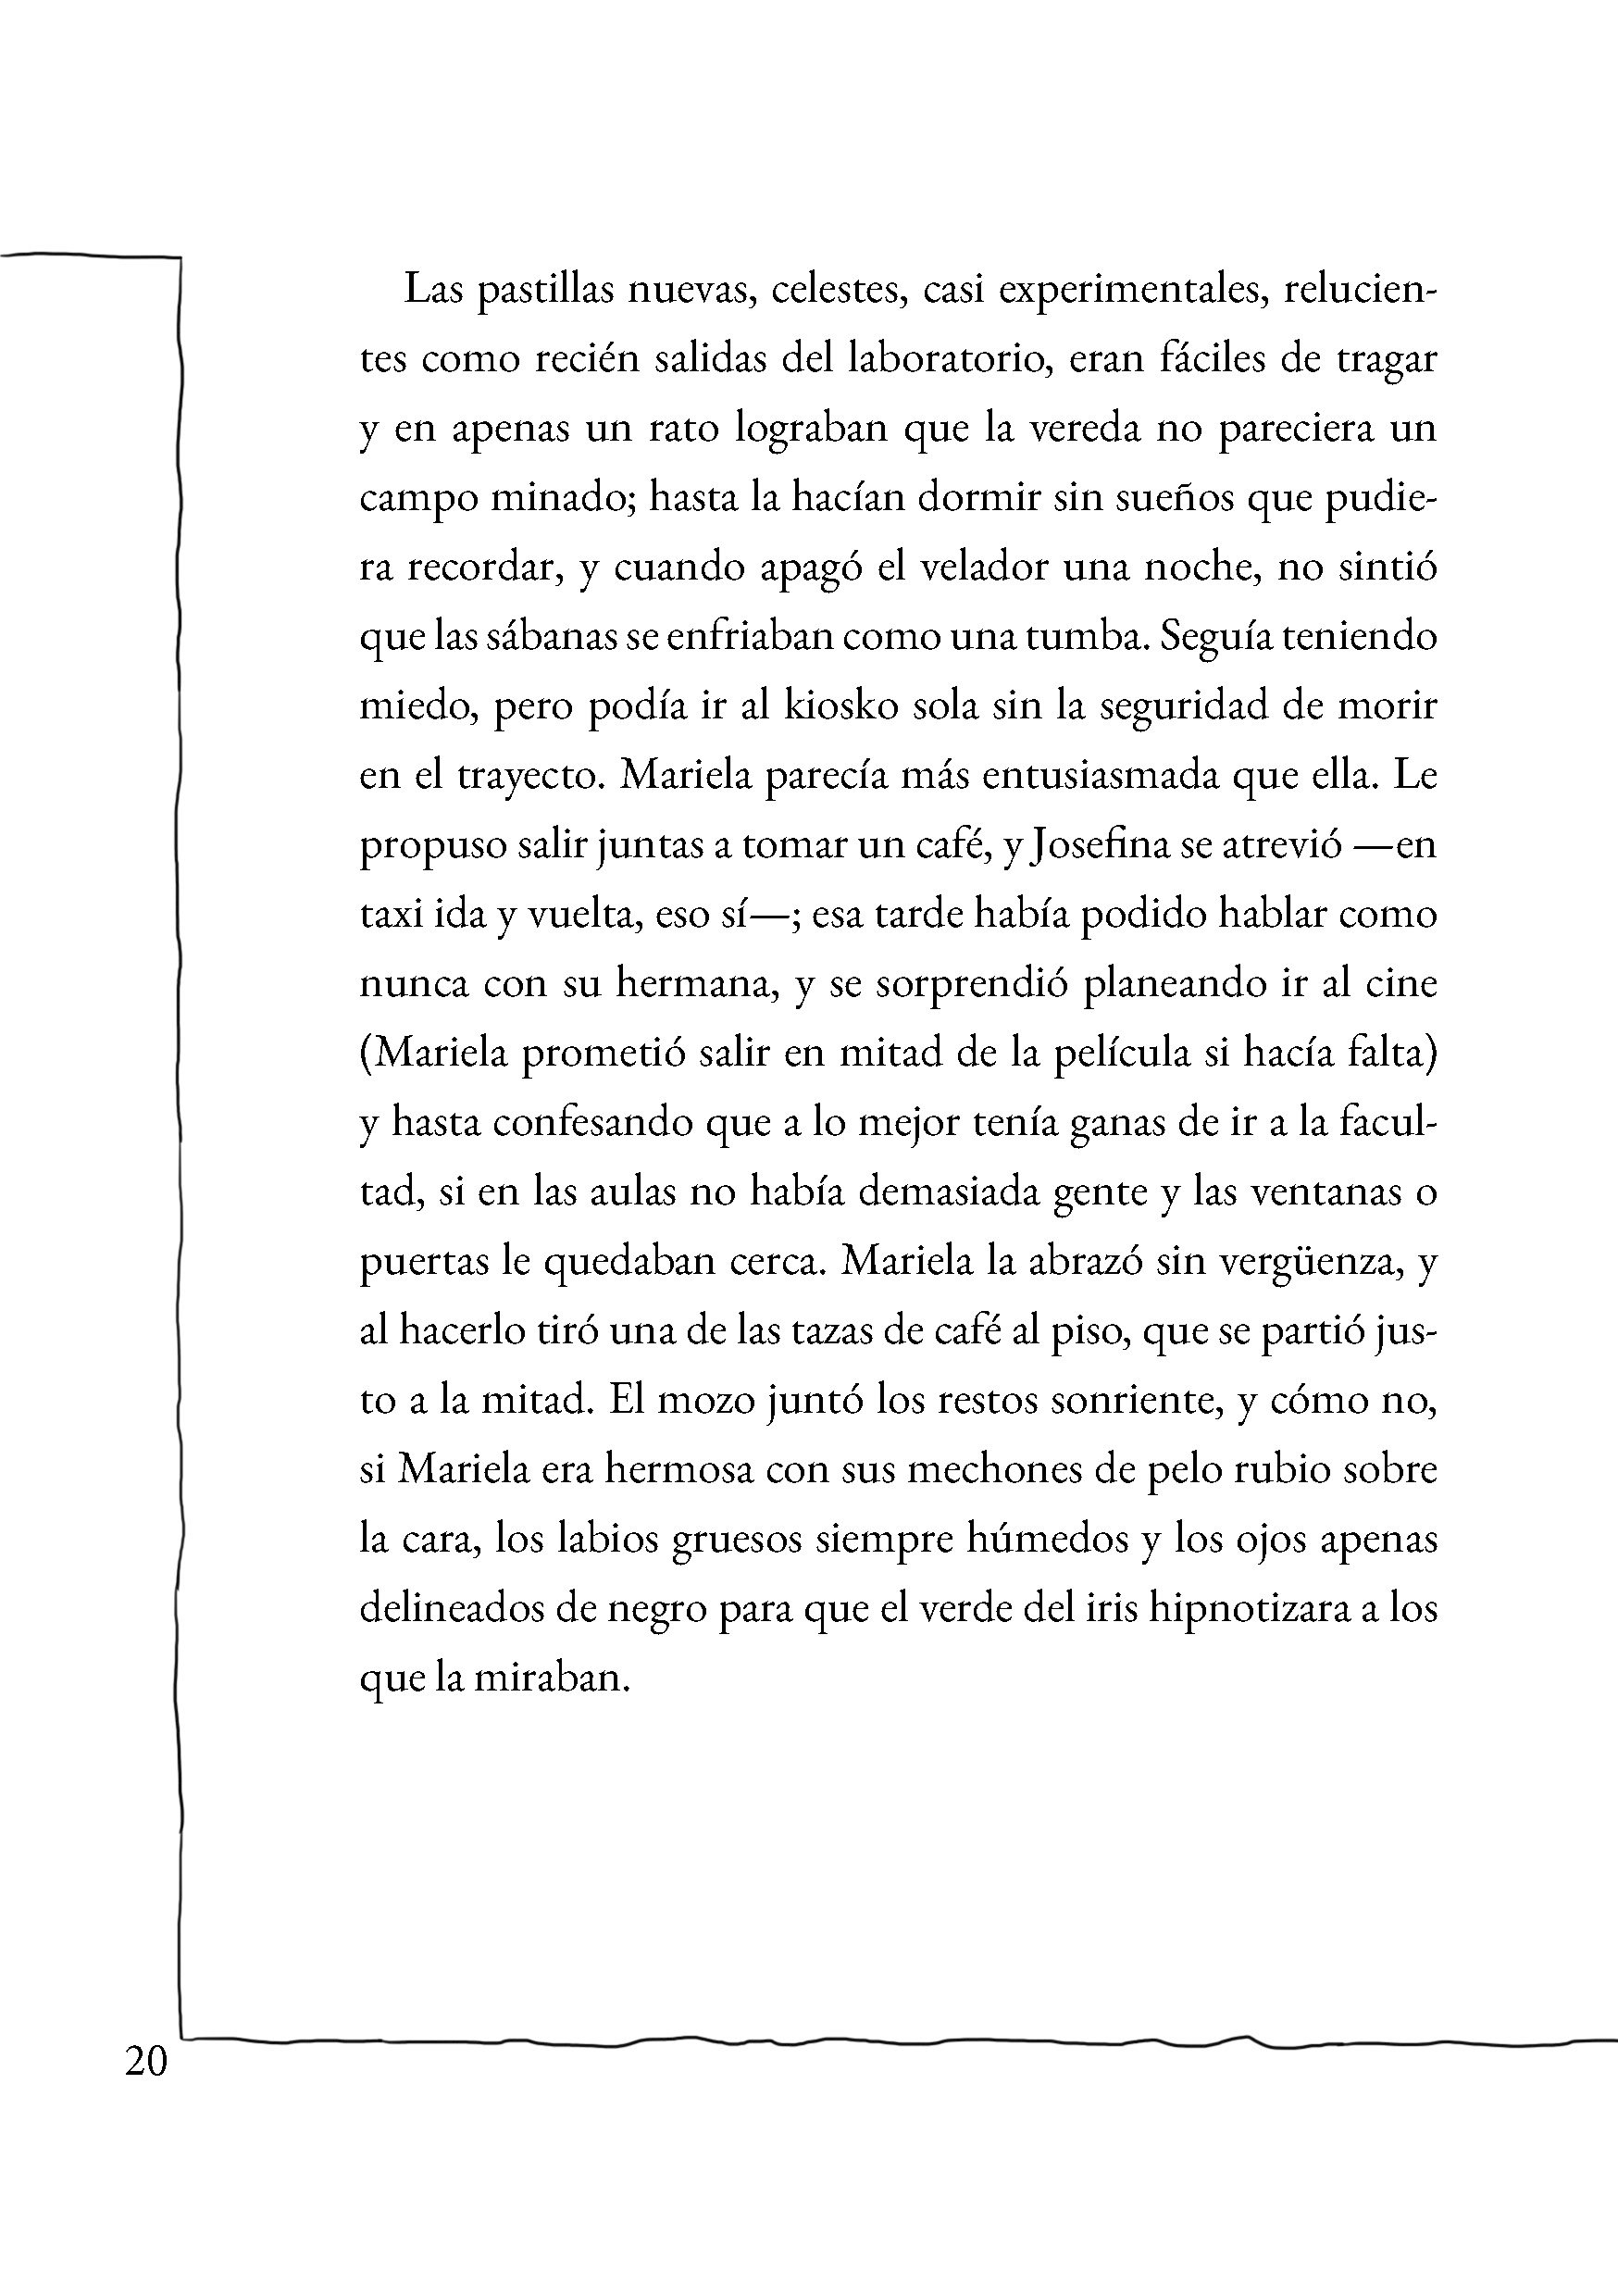 Las pastillas nuevas, celestes, casi experimentales, relucien-
tes como recién salidas del laboratorio, eran fáciles de tragar
y en apenas un rato lograban que la vereda no pareciera un
campo minado; hasta la hacían dormir sin sueños que pudie-
ra recordar, y cuando apagó el velador una noche, no sintió
que las sábanas se enfriaban como una tumba. Seguía teniendo
miedo, pero podía ir al kiosko sola sin la seguridad de morir
en el trayecto. Mariela parecía más entusiasmada que ella. Le
propuso salir juntas a tomar un café, y Josefina se atrevió —en
taxi ida y vuelta, eso sí—; esa tarde había podido hablar como
nunca con su hermana, y se sorprendió planeando ir al cine
(Mariela prometió salir en mitad de la película si hacía falta)
y hasta confesando que a lo mejor tenía ganas de ir a la facul-
tad, si en las aulas no había demasiada gente y las ventanas o
puertas le quedaban cerca. Mariela la abrazó sin vergüenza, y
al hacerlo tiró una de las tazas de café al piso, que se partió jus-
to a la mitad. El mozo juntó los restos sonriente, y cómo no,
si Mariela era hermosa con sus mechones de pelo rubio sobre
la cara, los labios gruesos siempre húmedos y los ojos apenas
delineados de negro para que el verde del iris hipnotizara a los
que la miraban.
20